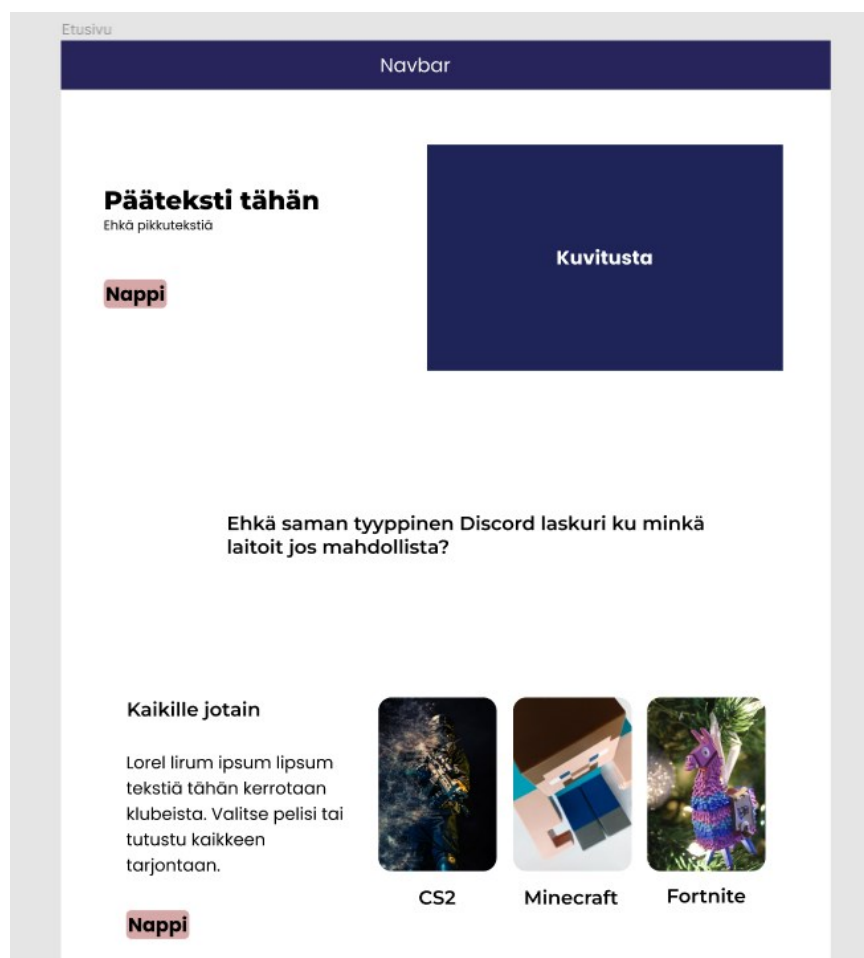 Etusivu
Navbar
Pääteksti tähän
Ehkä pikkutekstiä
Nappi
Kuvitusta
Ehkä saman tyyppinen Discord laskuri ku minkä
laitoit jos mahdollista?
Kaikille jotain
Lorel lirum ipsum lipsum
tekstiä tähän kerrotaan
klubeista. Valitse pelisi tai
tutustu kaikkeen
tarjontaan.
Nappi
CS2
Minecraft
Fortnite